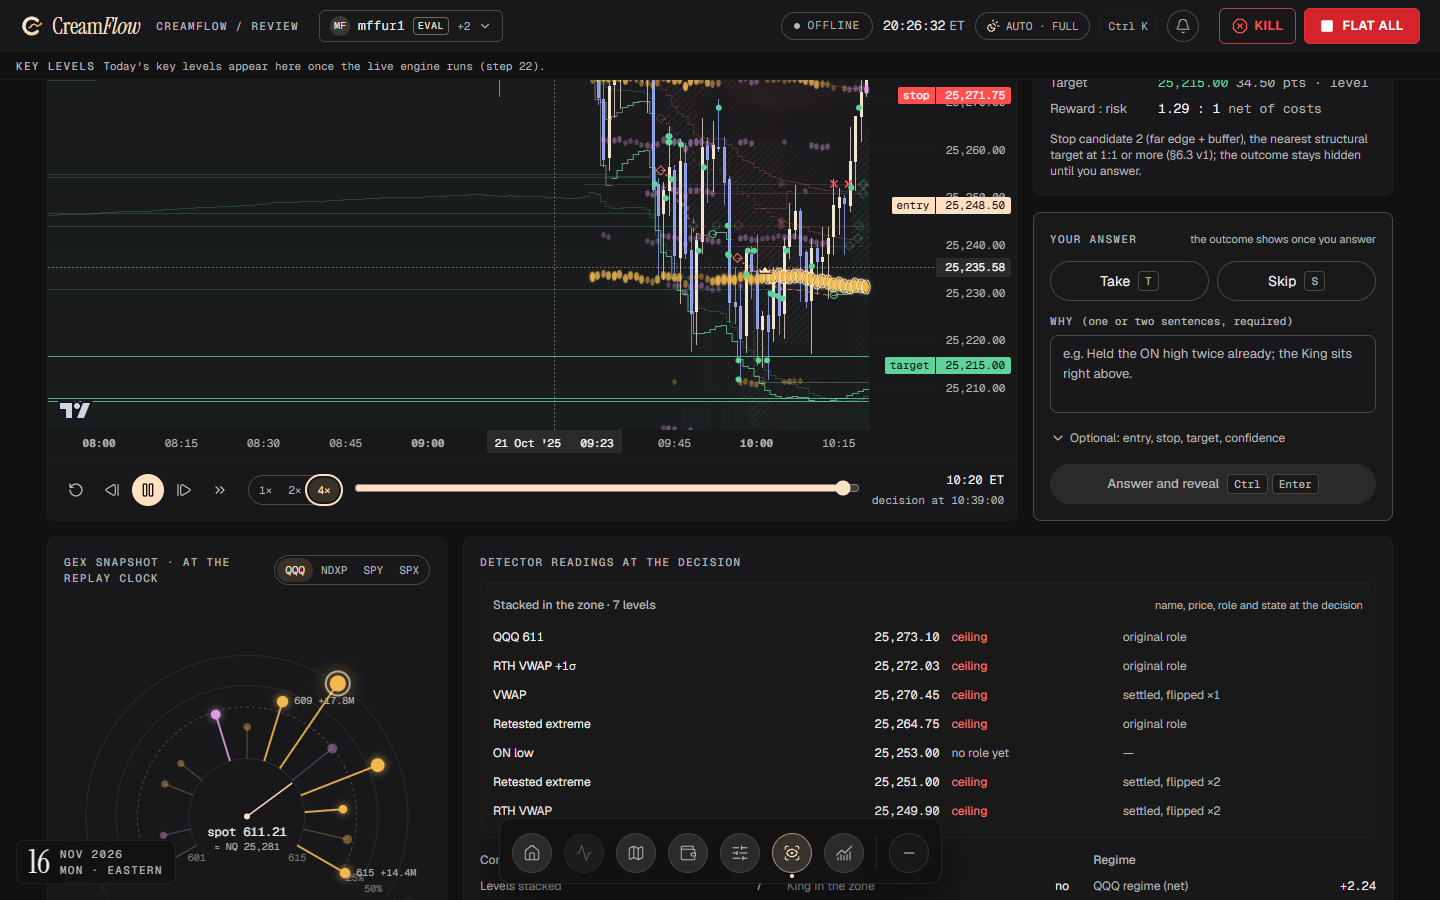 CreamFlow
CREAMFLOW / REVIEW
MF mffur1 EVAL +2
OFFLINE
20:26:32 ET
AUTO · FULL
Ctrl K
KILL
FLAT ALL
KEY LEVELS Today's key levels appear here once the live engine runs (step 22).
stop 25,271.75
25,260.00
entry 25,248.50
25,240.00
25,235.58
25,230.00
25,220.00
target 25,215.00
25,210.00
08:00 08:15 08:30 08:45 09:00 21 Oct '25 09:23 09:45 10:00 10:15
1× 2× 4×
10:20 ET
decision at 10:39:00
Target 25,215.00 34.50 pts · level
Reward : risk 1.29 : 1 net of costs
Stop candidate 2 (far edge + buffer), the nearest structural
target at 1:1 or more (§6.3 v1); the outcome stays hidden
until you answer.
YOUR ANSWER the outcome shows once you answer
Take T
Skip S
WHY (one or two sentences, required)
e.g. Held the ON high twice already; the King sits
right above.
Optional: entry, stop, target, confidence
Answer and reveal Ctrl Enter
GEX SNAPSHOT · AT THE
REPLAY CLOCK
QQQ NDXP SPY SPX
609 +17.8M
spot 611.21
≈ NQ 25,281
601 615
615 +14.4M
25%
50%
16 NOV 2026
MON · EASTERN
DETECTOR READINGS AT THE DECISION
Stacked in the zone · 7 levels name, price, role and state at the decision
QQQ 611 25,273.10 ceiling original role
RTH VWAP +1σ 25,272.03 ceiling original role
VWAP 25,270.45 ceiling settled, flipped ×1
Retested extreme 25,264.75 ceiling original role
ON low 25,253.00 no role yet —
Retested extreme 25,251.00 ceiling settled, flipped ×2
RTH VWAP 25,249.90 ceiling settled, flipped ×2
Regime
Levels stacked 7 King in the zone no QQQ regime (net) +2.24